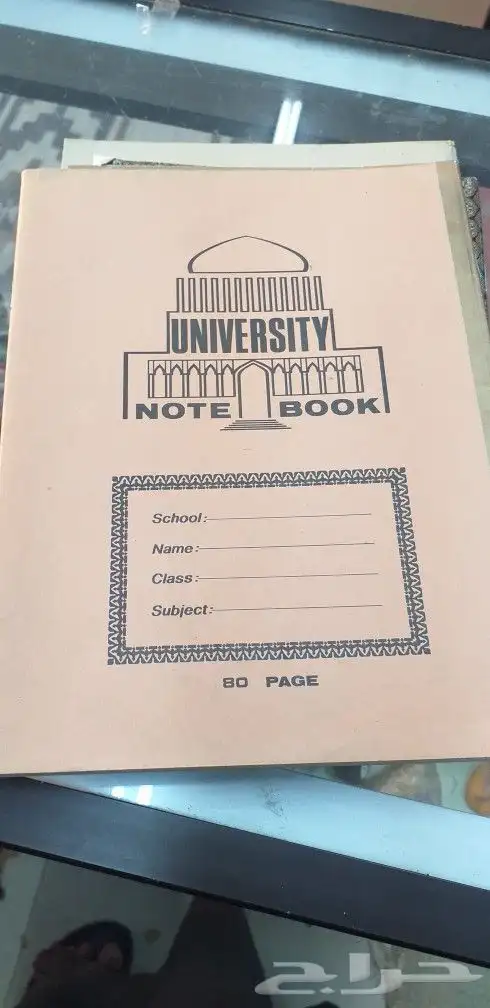 UNIVERSITY
NOTE BOOK
School:
Name:
Class:
Subject:
80 PAGE
حراج